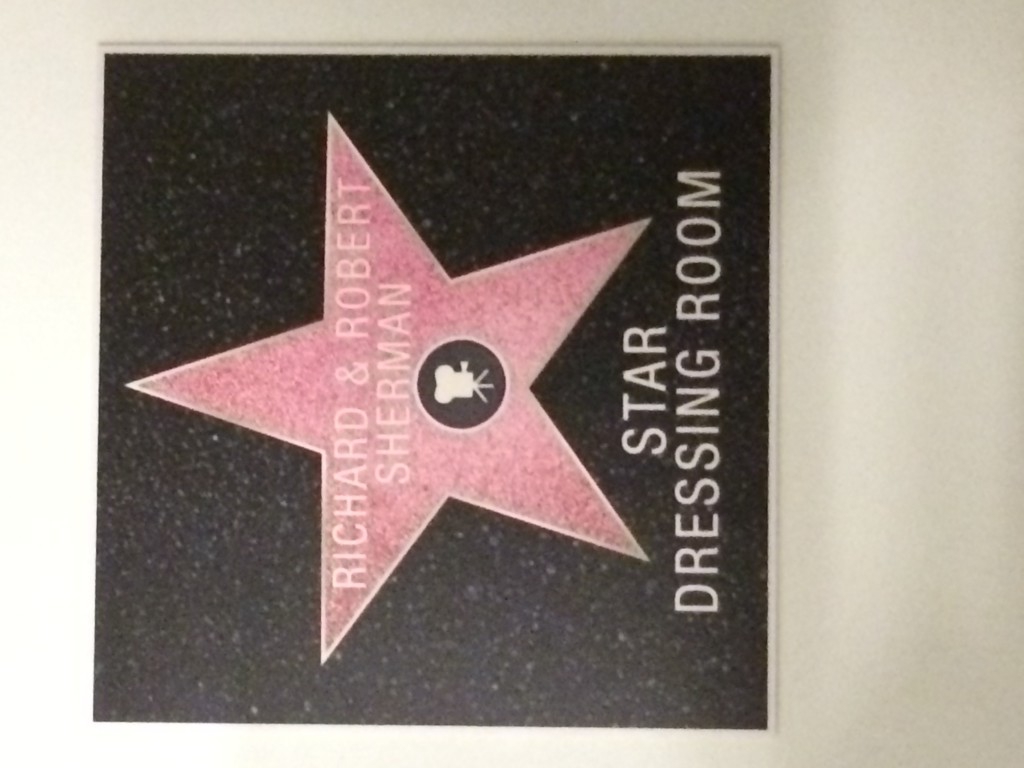 RICHARD & ROBERT
SHERMAN
STAR
DRESSING ROOM